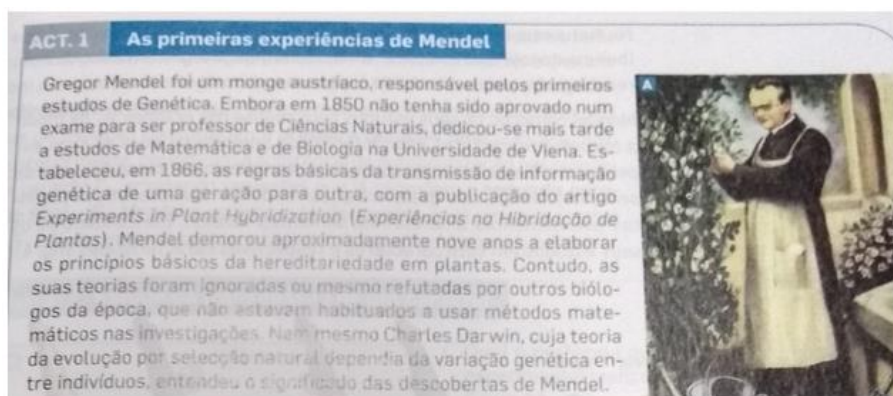 ACT. 1 As primeiras experiências de Mendel
A
Gregor Mendel foi um monge austríaco, responsável pelos primeiros
estudos de Genética. Embora em 1850 não tenha sido aprovado num
exame para ser professor de Ciências Naturais, dedicou-se mais tarde
a estudos de Matemática e de Biologia na Universidade de Viena. Es-
tabeleceu, em 1866, as regras básicas da transmissão de informação
genética de uma geração para outra, com a publicação do artigo
Experiments in Plant Hybridization (Experiências na Hibridação de
Plantas). Mendel demorou aproximadamente nove anos a elaborar
os princípios básicos da hereditariedade em plantas. Contudo, as
suas teorias foram ignoradas ou mesmo refutadas por outros biólo-
gos da época, que não estavam habituados a usar métodos mate-
máticos nas investigações. Nem mesmo Charles Darwin, cuja teoria
da evolução por selecção natural dependia da variação genética en-
tre indivíduos, entendeu o significado das descobertas de Mendel.